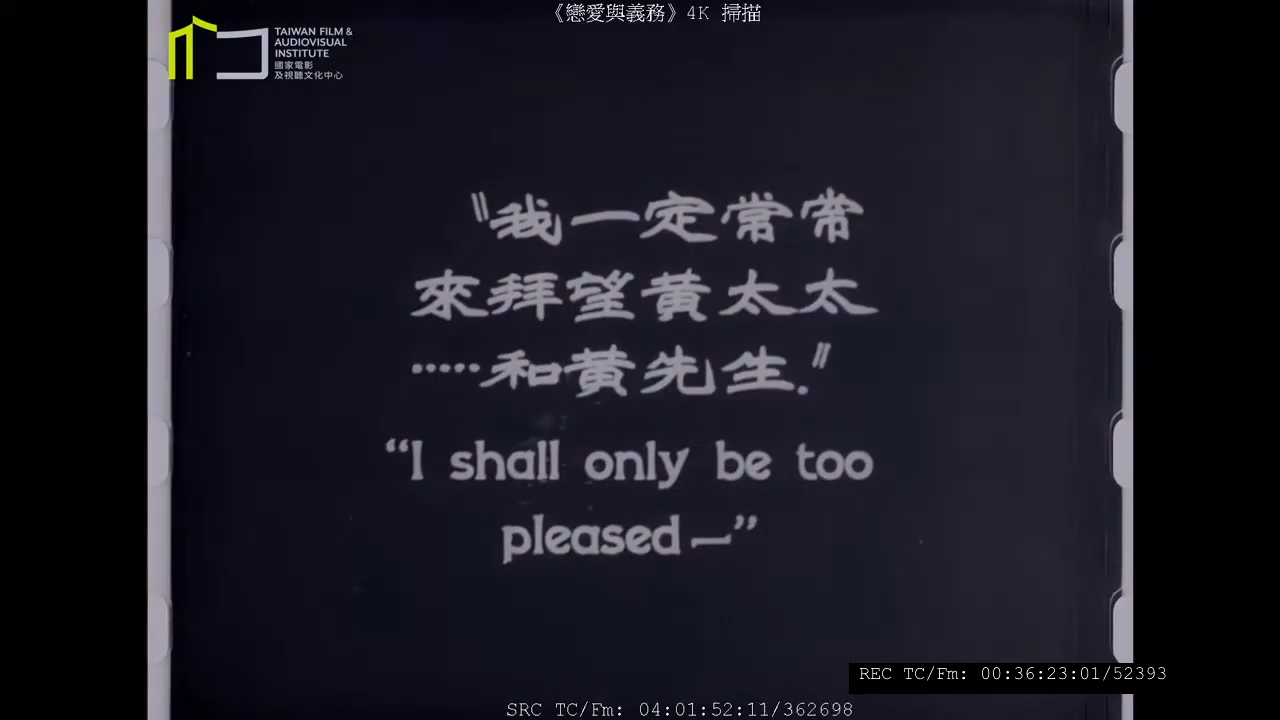 《戀愛與義務》4K 掃描
TAIWAN FILM &
AUDIOVISUAL
INSTITUTE
國家電影
及視聽文化中心
〝我一定常常
來拜望黃太太
·····和黃先生.〞
“I shall only be too
pleased—”
REC TC/Fm: 00:36:23:01/52393
SRC TC/Fm: 04:01:52:11/362698